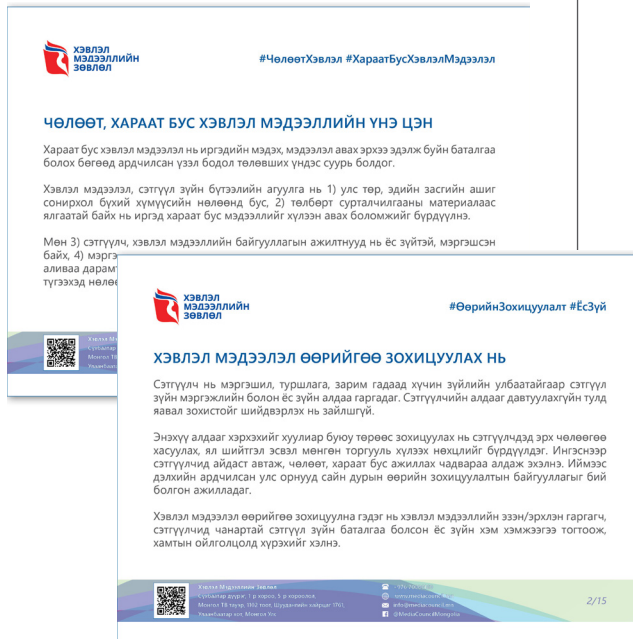 ХЭВЛЭЛ
МЭДЭЭЛЛИЙН
ЗӨВЛӨЛ
#ЧөлөөтХэвлэл #ХараатБусХэвлэлМэдээлэл
ЧӨЛӨӨТ, ХАРААТ БУС ХЭВЛЭЛ МЭДЭЭЛЛИЙН ҮНЭ ЦЭН
Хараат бус хэвлэл мэдээлэл нь иргэдийн мэдэх, мэдээлэл авах эрхээ эдэлж буйн баталгаа
болох бөгөөд ардчилсан үзэл бодол төлөвших үндэс суурь болдог.
Хэвлэл мэдээлэл, сэтгүүл зүйн бүтээлийн агуулга нь 1) улс төр, эдийн засгийн ашиг
сонирхол бүхий хүмүүсийн нөлөөнд бус, 2) төлбөрт сурталчилгааны материалаас
ялгаатай байх нь иргэд хараат бус мэдээллийг хүлээн авах боломжийг бүрдүүлнэ.
Мөн 3) сэтгүүлч, хэвлэл мэдээллийн байгууллагын ажилтнууд нь ёс зүйтэй, мэргэшсэн
байх, 4)
аливаа
түгээхэд
ХЭВЛЭЛ
МЭДЭЭЛЛИЙН
ЗӨВЛӨЛ
#ӨөрийнЗохицуулалт #ЁсЗүй
ХЭВЛЭЛ МЭДЭЭЛЭЛ ӨӨРИЙГӨӨ ЗОХИЦУУЛАХ НЬ
Сэтгүүлч нь мэргэшил, туршлага, зарим гадаад хүчин зүйлийн улбаатайгаар сэтгүүл
зүйн мэргэжлийн болон ёс зүйн алдаа гаргадаг. Сэтгүүлчийн алдааг давтуулахгүйн тулд
яавал зохистойг шийдвэрлэх нь зайлшгүй.
Энэхүү алдааг хэрхэхийг хуулиар буюу төрөөс зохицуулах нь сэтгүүлчдэд эрх чөлөөгөө
хасуулах, ял шийтгэл эсвэл мөнгөн торгууль хүлээх нөхцлийг бүрдүүлдэг. Ингэснээр
сэтгүүлчид айдаст автаж, чөлөөт, хараат бус ажиллах чадвараа алдаж эхэлнэ. Иймээс
дэлхийн ардчилсан улс орнууд сайн дурын өөрийн зохицуулалтын байгууллагыг бий
болгон ажилладаг.
Хэвлэл мэдээлэл өөрийгөө зохицуулна гэдэг нь хэвлэл мэдээллийн эзэн/эрхлэн гаргагч,
сэтгүүлчид чанартай сэтгүүл зүйн баталгаа болсон ёс зүйн хэм хэмжээгээ тогтоож,
хамтын ойлголцолд хүрэхийг хэлнэ.
Хэвлэл Мэдээллийн Зөвлөл
2/15